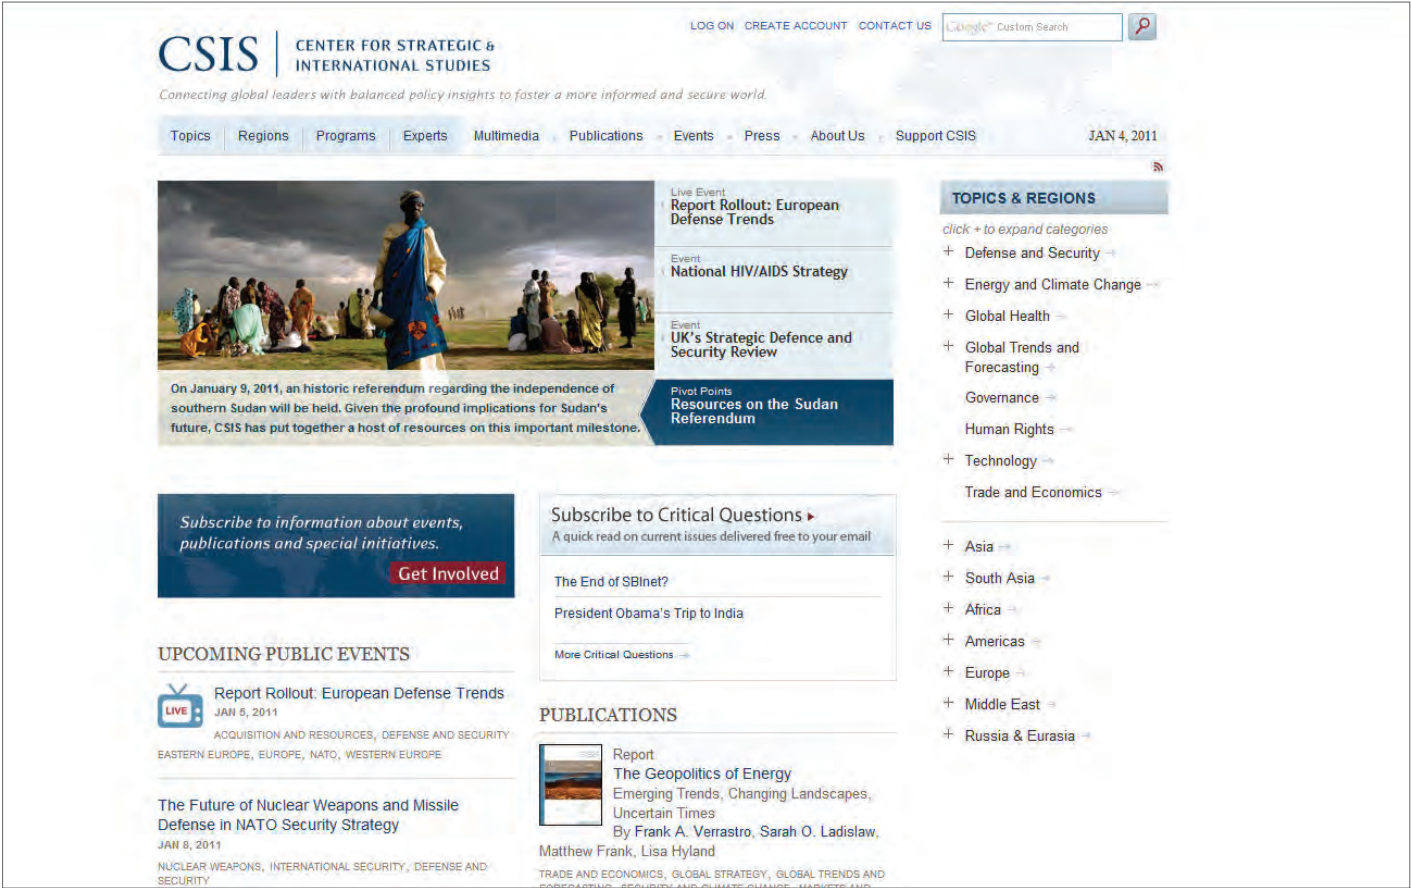 LOG ON CREATE ACCOUNT CONTACT US
Google™ Custom Search
CSIS
CENTER FOR STRATEGIC &
INTERNATIONAL STUDIES
Connecting global leaders with balanced policy insights to foster a more informed and secure world.
Topics Regions Programs Experts Multimedia Publications Events Press About Us Support CSIS
JAN 4, 2011
Live Event
Report Rollout: European
Defense Trends
Event
National HIV/AIDS Strategy
Event
UK's Strategic Defence and
Security Review
Pivot Points
Resources on the Sudan
Referendum
On January 9, 2011, an historic referendum regarding the independence of
southern Sudan will be held. Given the profound implications for Sudan's
future, CSIS has put together a host of resources on this important milestone.
Subscribe to information about events,
publications and special initiatives.
Get Involved
UPCOMING PUBLIC EVENTS
LIVE
Report Rollout: European Defense Trends
JAN 5, 2011
ACQUISITION AND RESOURCES, DEFENSE AND SECURITY
EASTERN EUROPE, EUROPE, NATO, WESTERN EUROPE
The Future of Nuclear Weapons and Missile
Defense in NATO Security Strategy
JAN 8, 2011
NUCLEAR WEAPONS, INTERNATIONAL SECURITY, DEFENSE AND
SECURITY
Subscribe to Critical Questions
A quick read on current issues delivered free to your email
The End of SBInet?
President Obama's Trip to India
More Critical Questions
PUBLICATIONS
Report
The Geopolitics of Energy
Emerging Trends, Changing Landscapes,
Uncertain Times
By Frank A. Verrastro, Sarah O. Ladislaw,
Matthew Frank, Lisa Hyland
TRADE AND ECONOMICS, GLOBAL STRATEGY, GLOBAL TRENDS AND
FORECASTING, SECURITY AND CLIMATE CHANGE, MARKETS AND
TOPICS & REGIONS
click + to expand categories
+ Defense and Security
+ Energy and Climate Change
+ Global Health
+ Global Trends and
Forecasting
Governance
Human Rights
+ Technology
Trade and Economics
+ Asia
+ South Asia
+ Africa
+ Americas
+ Europe
+ Middle East
+ Russia & Eurasia